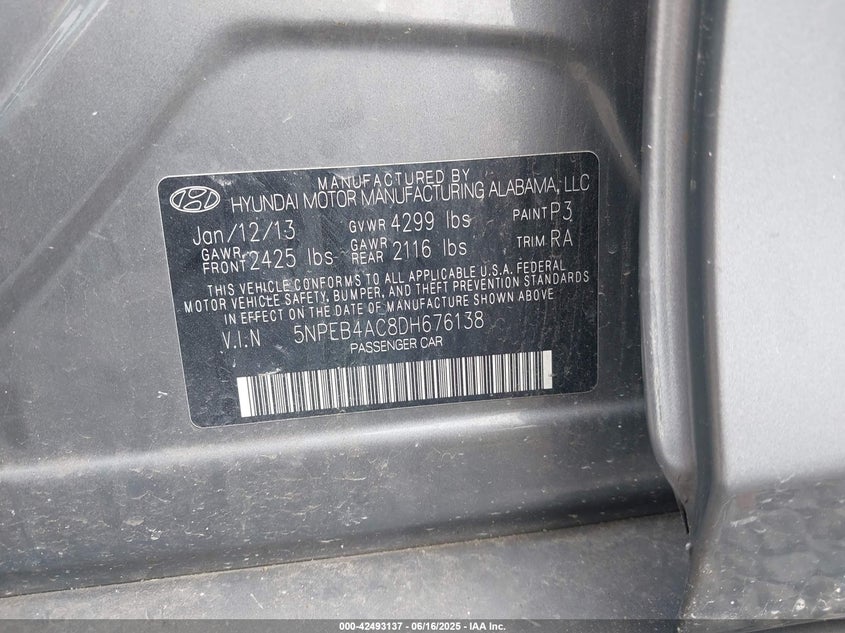 MANUFACTURED BY
HYUNDAI MOTOR MANUFACTURING ALABAMA, LLC
Jan/12/13 GVWR 4299 lbs PAINT P3
GAWR FRONT 2425 lbs GAWR REAR 2116 lbs TRIM RA
THIS VEHICLE CONFORMS TO ALL APPLICABLE U.S.A. FEDERAL
MOTOR VEHICLE SAFETY, BUMPER, AND THEFT PREVENTION STANDARDS
IN EFFECT ON THE DATE OF MANUFACTURE SHOWN ABOVE.
V.I.N 5NPEB4AC8DH676138
PASSENGER CAR
000-42493137 - 06/16/2025 - IAA Inc.